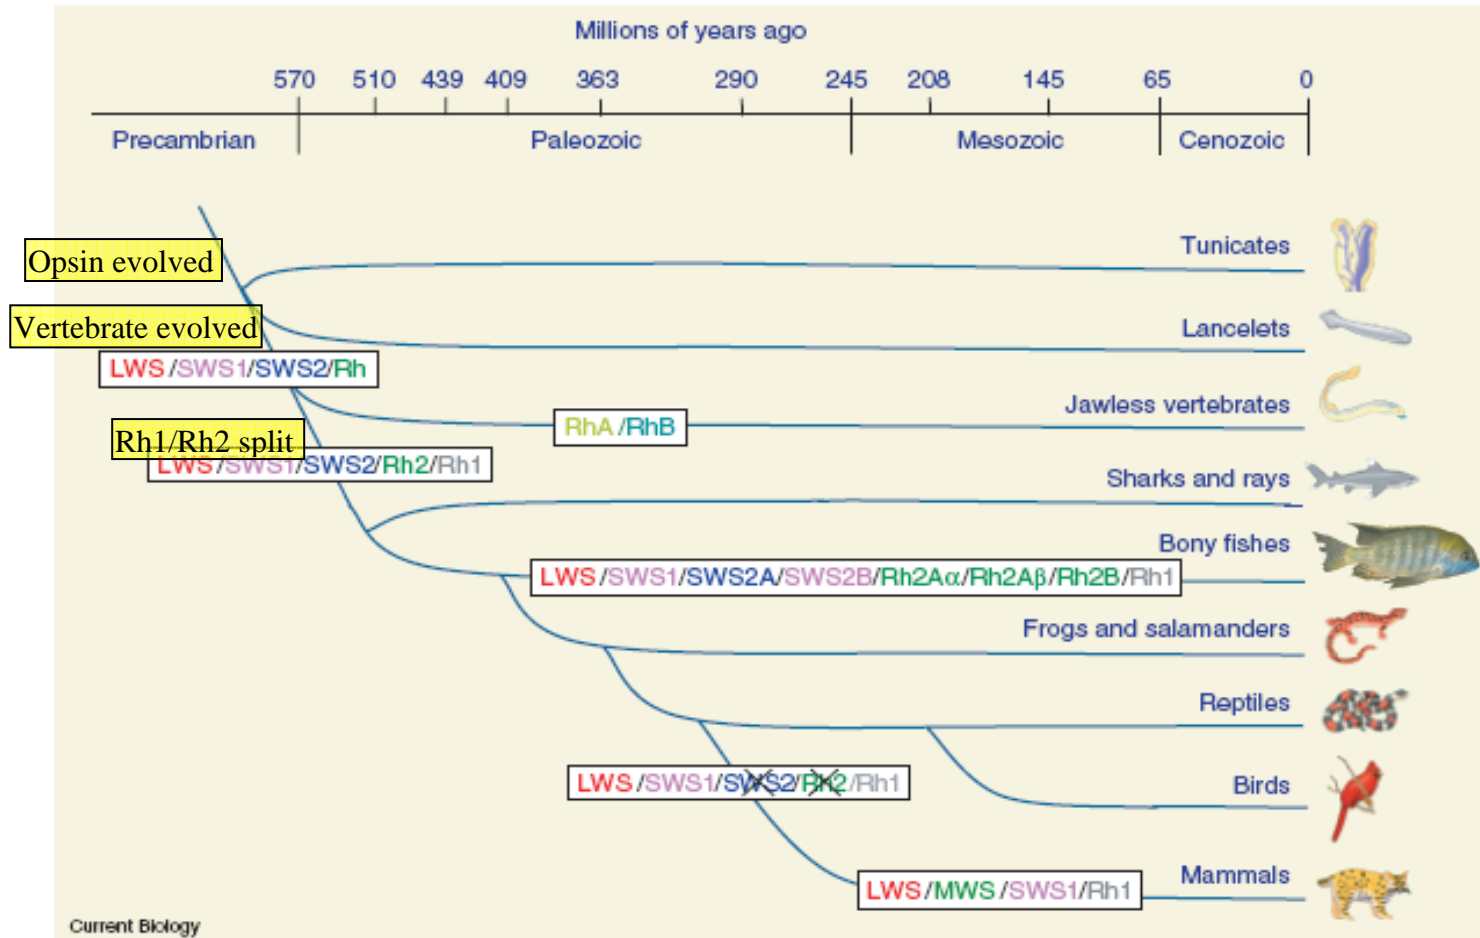 Millions of years ago
570 510 439 409 363 290 245 208 145 65 0
Precambrian Paleozoic Mesozoic Cenozoic
Opsin evolved
Tunicates
Vertebrate evolved
Lancelets
LWS/SWS1/SWS2/Rh
Jawless vertebrates
RhA/RhB
Rh1/Rh2 split
LWS/SWS1/SWS2/Rh2/Rh1
Sharks and rays
Bony fishes
LWS/SWS1/SWS2A/SWS2B/Rh2Aα/Rh2Aβ/Rh2B/Rh1
Frogs and salamanders
Reptiles
LWS/SWS1/SWS2/Rh2/Rh1
Birds
Mammals
LWS/MWS/SWS1/Rh1
Current Biology